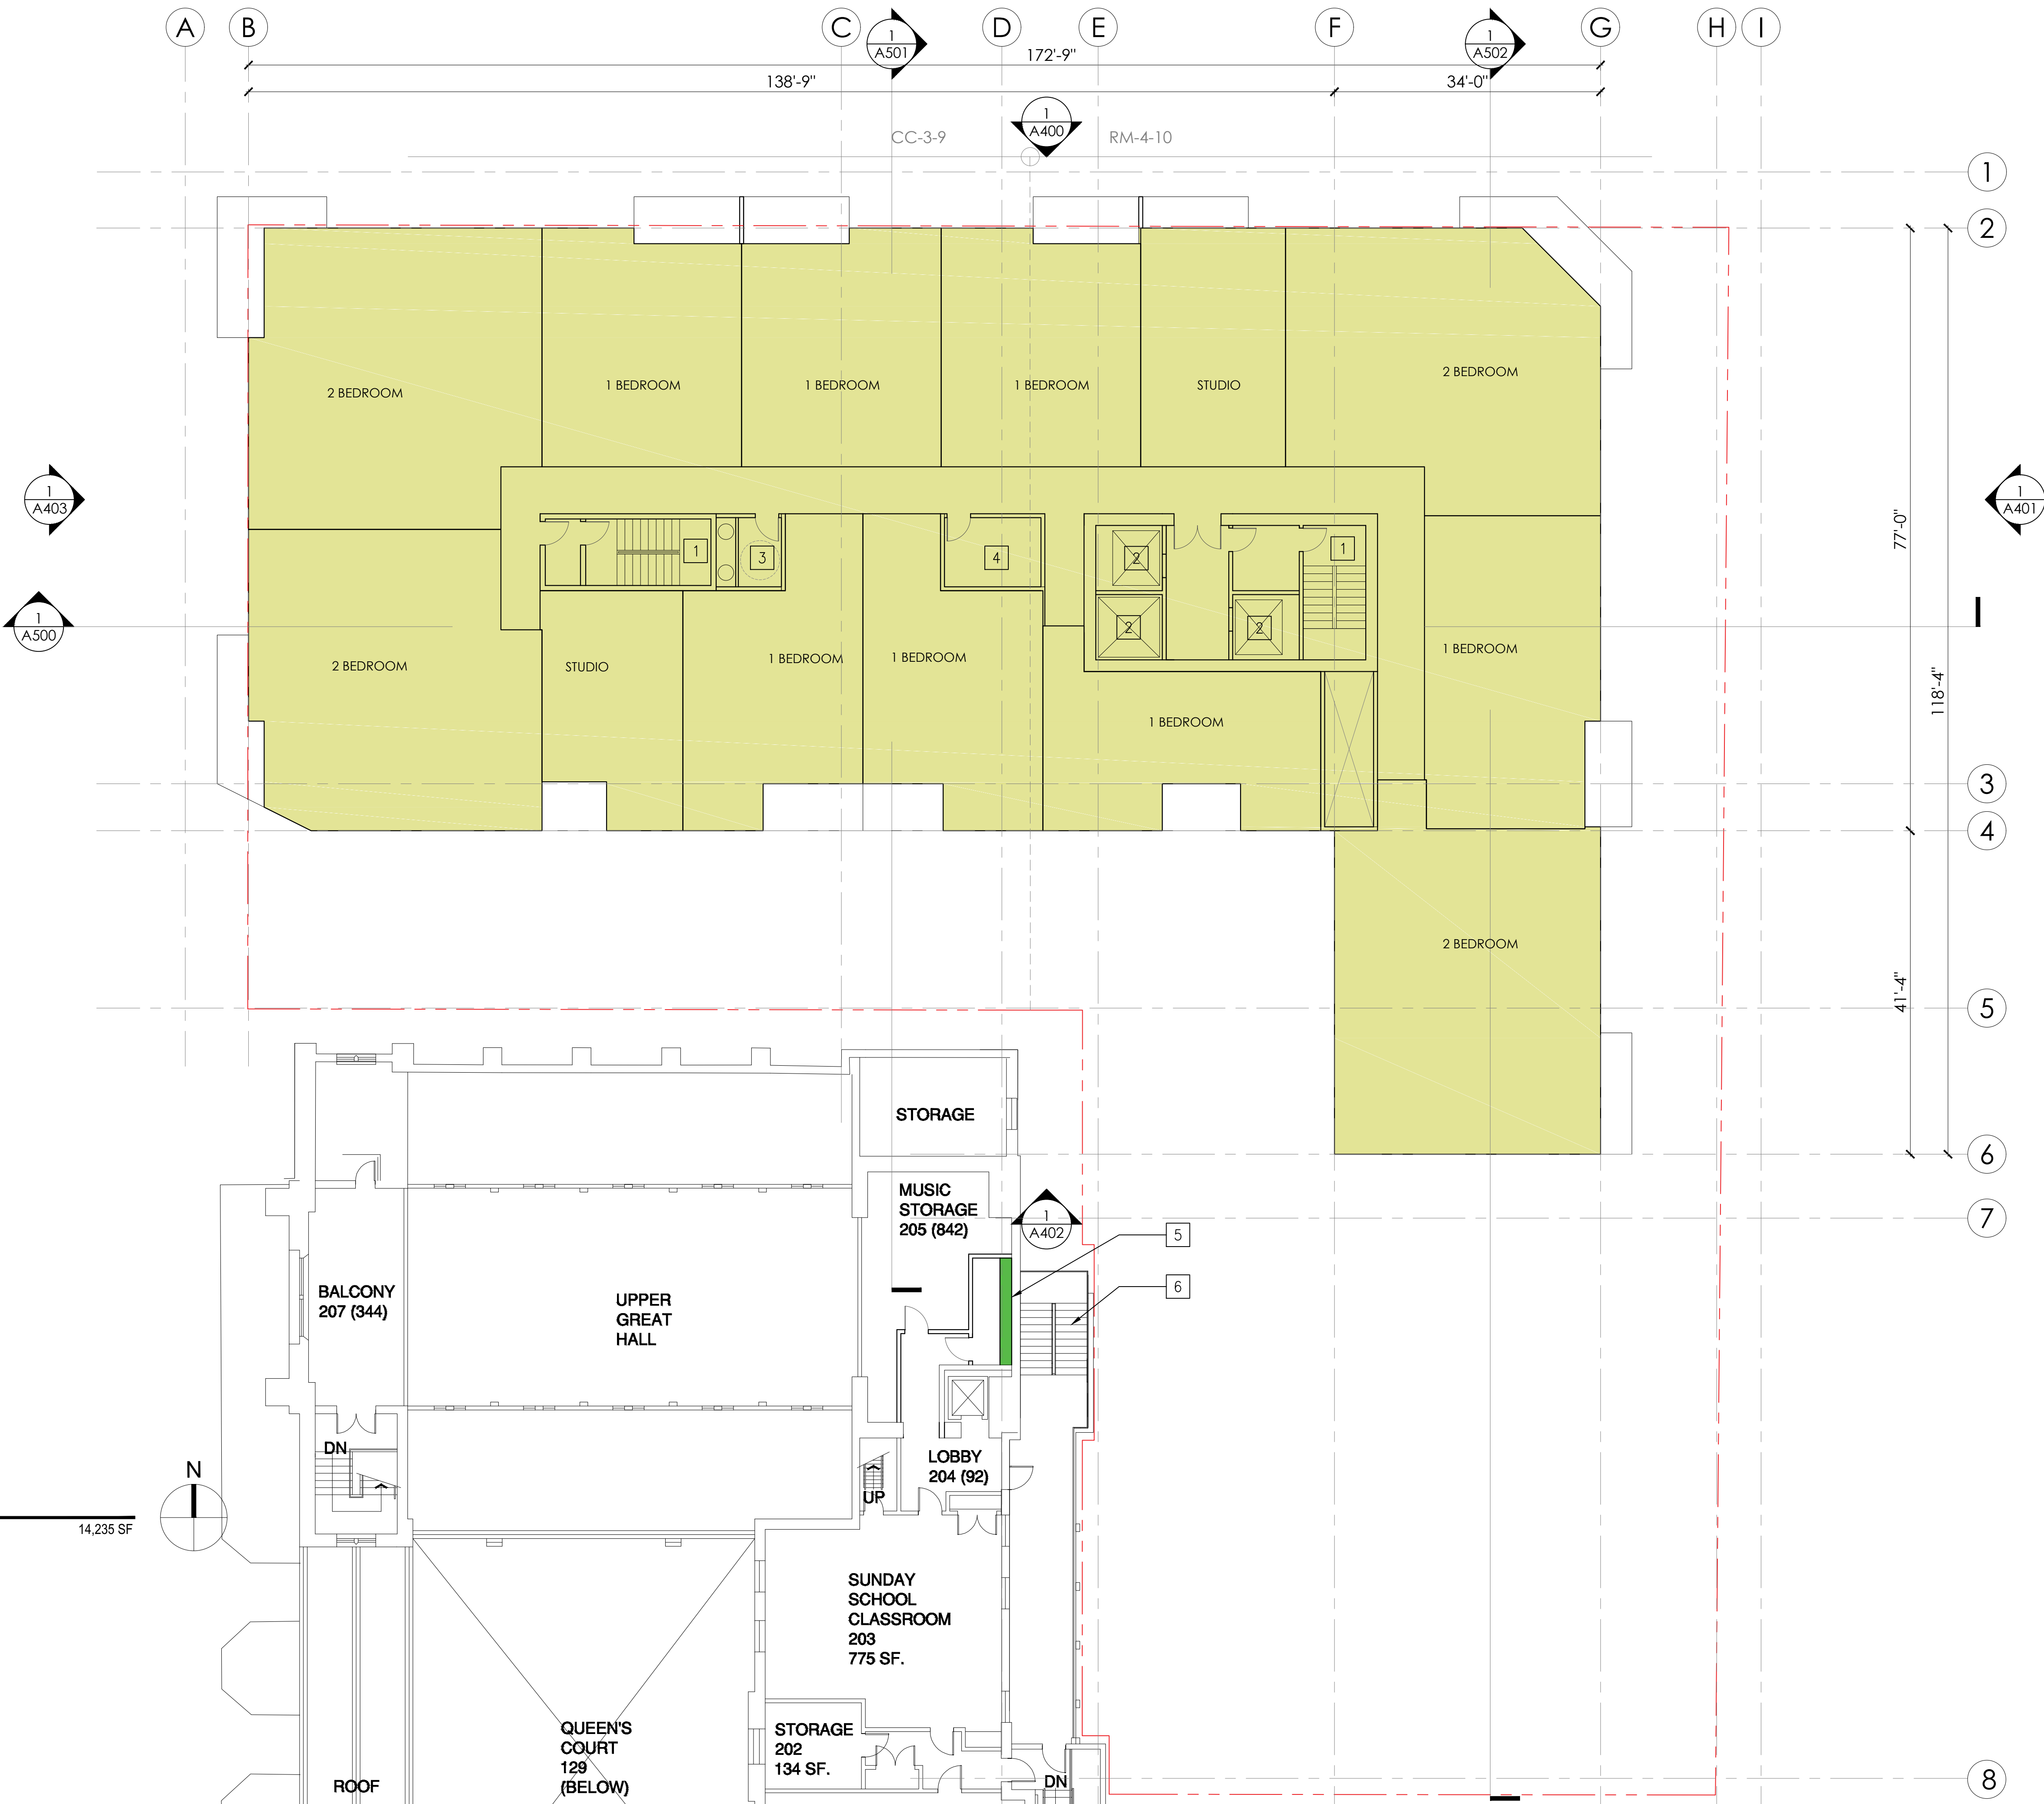 A
B
C
D
E
F
G
H
I
1
A501
1
A502
172'-9"
138'-9"
34'-0"
1
A400
CC-3-9
RM-4-10
1
2
2 BEDROOM
1 BEDROOM
1 BEDROOM
1 BEDROOM
STUDIO
2 BEDROOM
1
A403
1
A401
77'-0"
118'-4"
1
3
4
2
1
2
2
1
A500
2 BEDROOM
STUDIO
1 BEDROOM
1 BEDROOM
1 BEDROOM
1 BEDROOM
3
4
2 BEDROOM
41'-4"
5
STORAGE
6
MUSIC
STORAGE
205 (842)
1
A402
7
5
6
BALCONY
207 (344)
UPPER
GREAT
HALL
DN
LOBBY
204 (92)
UP
N
14,235 SF
SUNDAY
SCHOOL
CLASSROOM
203
775 SF.
STORAGE
202
134 SF.
QUEEN'S
COURT
129
(BELOW)
ROOF
DN
8